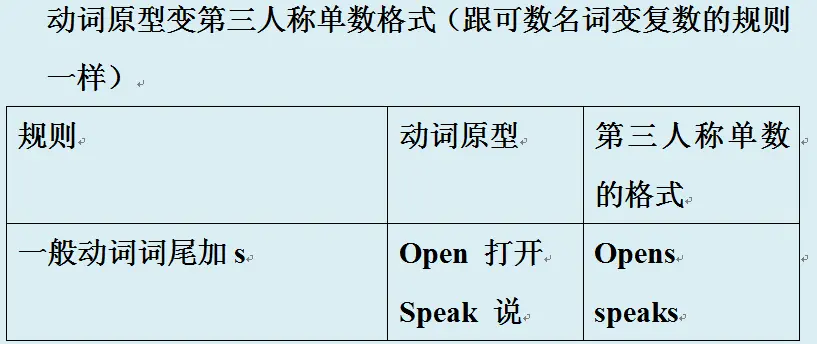 动词原型变第三人称单数格式（跟可数名词变复数的规则
一样）
规则
动词原型
第三人称单数
的格式
一般动词词尾加 s
Open 打开
Speak 说
Opens
speaks